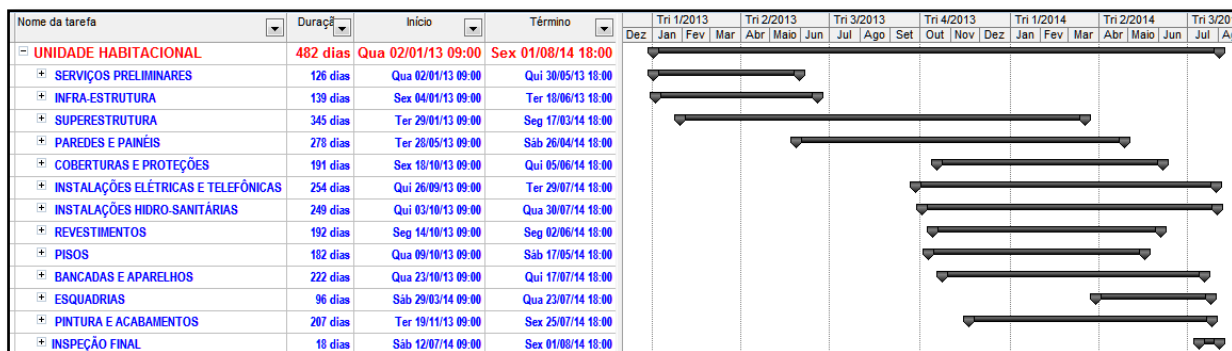 Nome da tarefa Duraçã Início Término Tri 1/2013 Tri 2/2013 Tri 3/2013 Tri 4/2013 Tri 1/2014 Tri 2/2014 Tri 3/20
Dez Jan Fev Mar Abr Maio Jun Jul Ago Set Out Nov Dez Jan Fev Mar Abr Maio Jun Jul A
UNIDADE HABITACIONAL 482 dias Qua 02/01/13 09:00 Sex 01/08/14 18:00
SERVIÇOS PRELIMINARES 126 dias Qua 02/01/13 09:00 Qui 30/05/13 18:00
INFRA-ESTRUTURA 139 dias Sex 04/01/13 09:00 Ter 18/06/13 18:00
SUPERESTRUTURA 345 dias Ter 29/01/13 09:00 Seg 17/03/14 18:00
PAREDES E PAINÉIS 278 dias Ter 28/05/13 09:00 Sáb 26/04/14 18:00
COBERTURAS E PROTEÇÕES 191 dias Sex 18/10/13 09:00 Qui 05/06/14 18:00
INSTALAÇÕES ELÉTRICAS E TELEFÔNICAS 254 dias Qui 26/09/13 09:00 Ter 29/07/14 18:00
INSTALAÇÕES HIDRO-SANITÁRIAS 249 dias Qui 03/10/13 09:00 Qua 30/07/14 18:00
REVESTIMENTOS 192 dias Seg 14/10/13 09:00 Seg 02/06/14 18:00
PISOS 182 dias Qua 09/10/13 09:00 Sáb 17/05/14 18:00
BANCADAS E APARELHOS 222 dias Qua 23/10/13 09:00 Qui 17/07/14 18:00
ESQUADRIAS 96 dias Sáb 29/03/14 09:00 Qua 23/07/14 18:00
PINTURA E ACABAMENTOS 207 dias Ter 19/11/13 09:00 Sex 25/07/14 18:00
INSPEÇÃO FINAL 18 dias Sáb 12/07/14 09:00 Sex 01/08/14 18:00